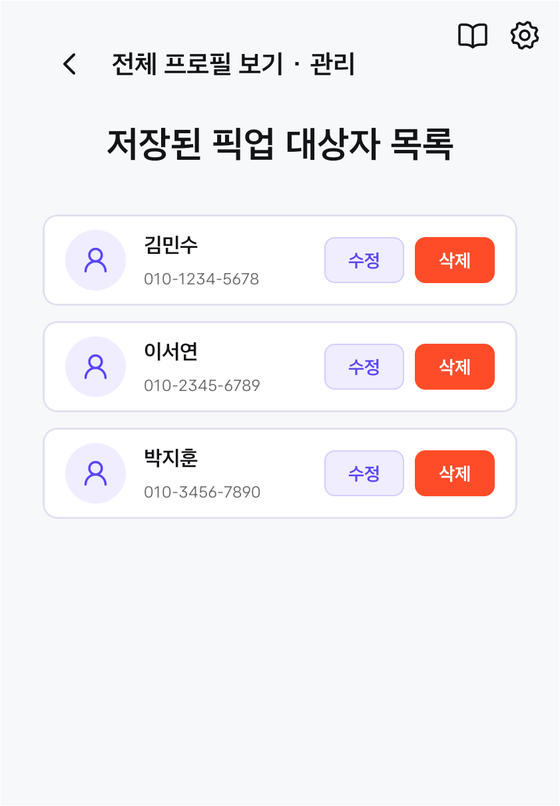 전체 프로필 보기 · 관리
저장된 픽업 대상자 목록
김민수
010-1234-5678
수정
삭제
이서연
010-2345-6789
수정
삭제
박지훈
010-3456-7890
수정
삭제